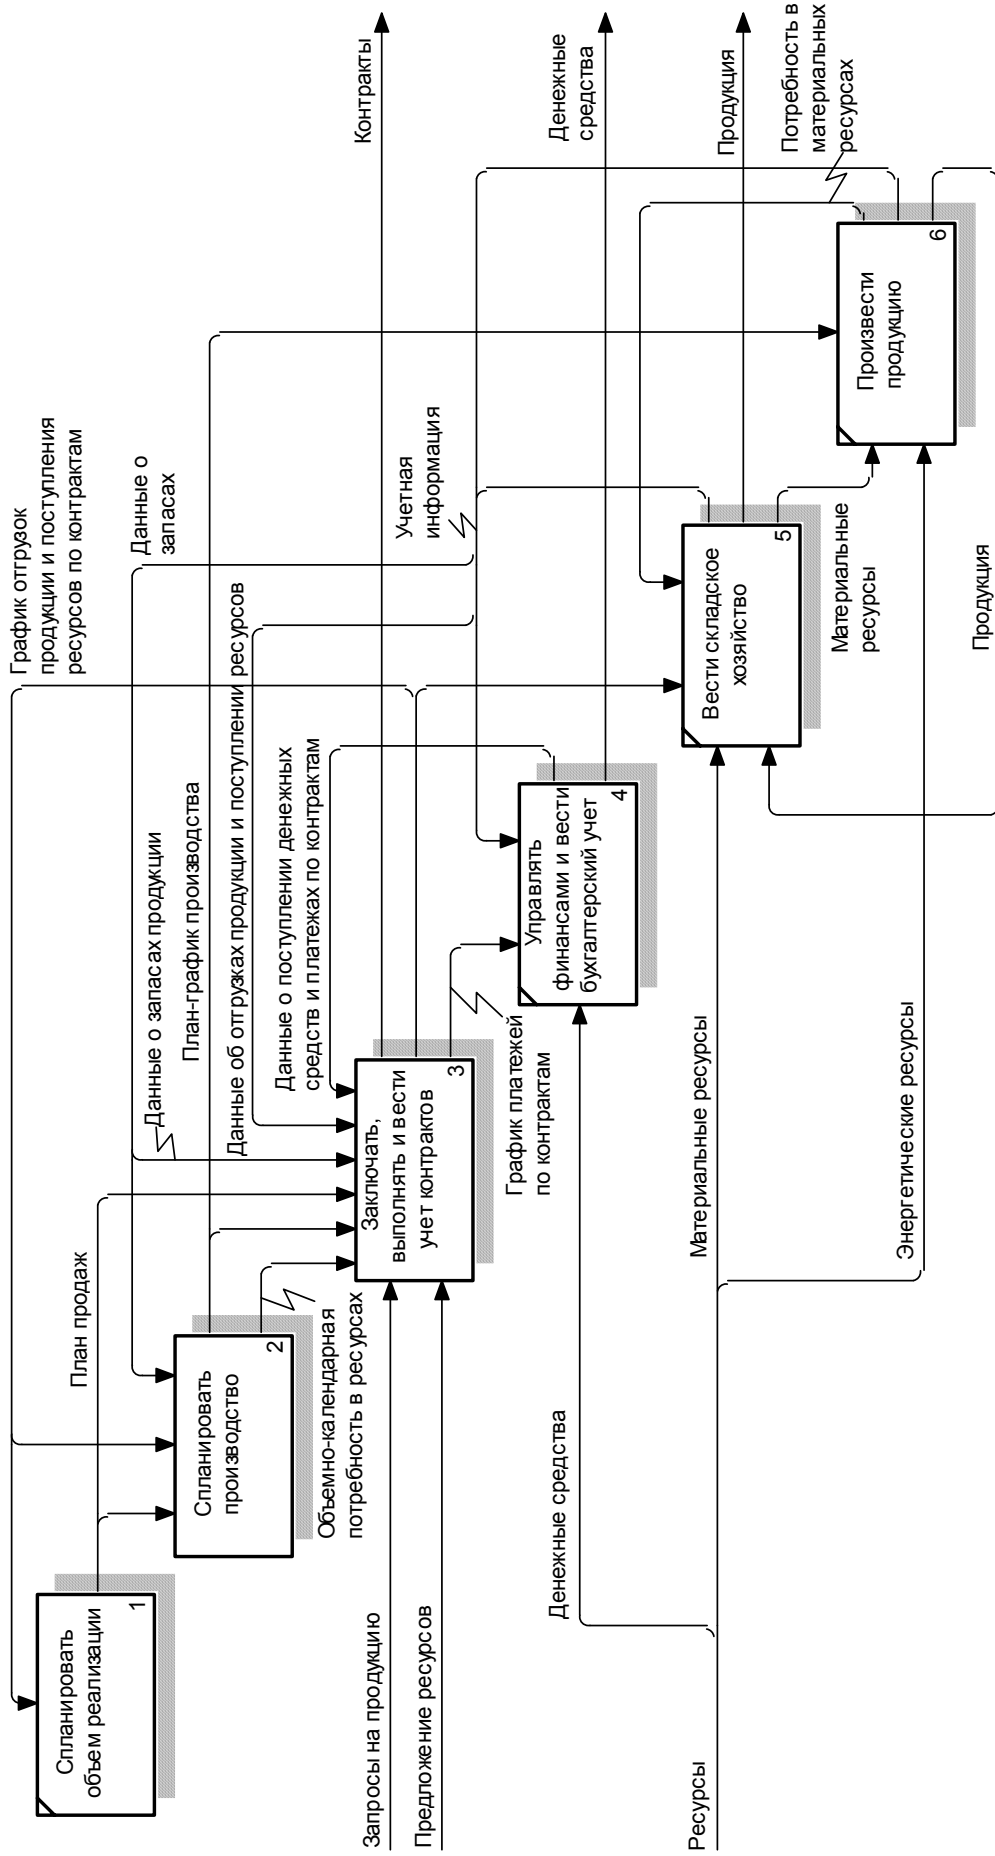 График отгрузок
продукции и поступления
ресурсов по контрактам
Данные о
запасах
План продаж
Данные о запасах продукции
План-график производства
Данные об отгрузках продукции и поступлении ресурсов
Данные о поступлении денежных
средств и платежах по контрактам
Учетная
информация
Контракты
Денежные
средства
Продукция
Потребность в
материальных
ресурсах
Спланировать
объем реализации
1
Спланировать
производство
2
Объемно-календарная
потребность в ресурсах
Заключать,
выполнять и вести
учет контрактов
3
График платежей
по контрактам
Управлять
финансами и вести
бухгалтерский учет
4
Вести складское
хозяйство
5
Материальные
ресурсы
Произвести
продукцию
6
Продукция
Запросы на продукцию
Предложение ресурсов
Денежные средства
Ресурсы
Материальные ресурсы
Энергетические ресурсы